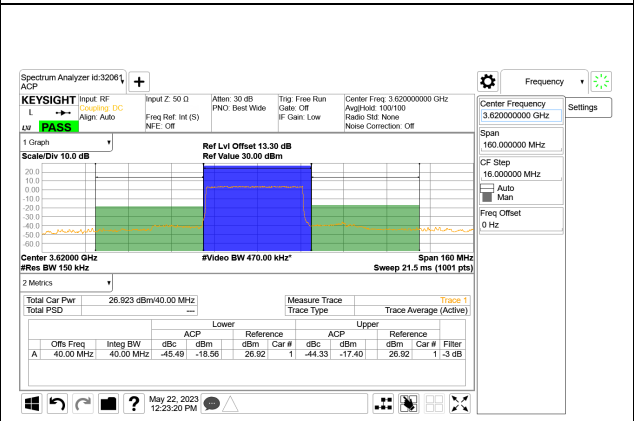 Spectrum Analyzer id:32061
ACP
Frequency
KEYSIGHT Input: RF Input Z: 50 Ω Atten: 30 dB Trig: Free Run Center Freq: 3.620000000 GHz
Coupling: DC PNO: Best Wide Gate: Off Avg|Hold: 100/100
L Align: Auto Freq Ref: Int (S) IF Gain: Low Radio Std: None
LXI PASS NFE: Off Noise Correction: Off
Center Frequency
3.620000000 GHz
Settings
Span
160.000000 MHz
CF Step
16.000000 MHz
Auto
Man
Freq Offset
0 Hz
1 Graph
Ref Lvl Offset 13.30 dB
Scale/Div 10.0 dB Ref Value 30.00 dBm
20.0
10.0
0.00
-10.0
-20.0
-30.0
-40.0
-50.0
-60.0
Center 3.62000 GHz #Video BW 470.00 kHz* Span 160 MHz
#Res BW 150 kHz Sweep 21.5 ms (1001 pts)
2 Metrics
Total Car Pwr 26.923 dBm/40.00 MHz Measure Trace Trace 1
Total PSD --- Trace Type Trace Average (Active)
Lower Upper
ACP Reference ACP Reference
Offs Freq Integ BW dBc dBm dBm Car # dBc dBm dBm Car # Filter
A 40.00 MHz 40.00 MHz -45.49 -18.56 26.92 1 -44.33 -17.40 26.92 1 -3 dB
May 22, 2023
12:23:20 PM